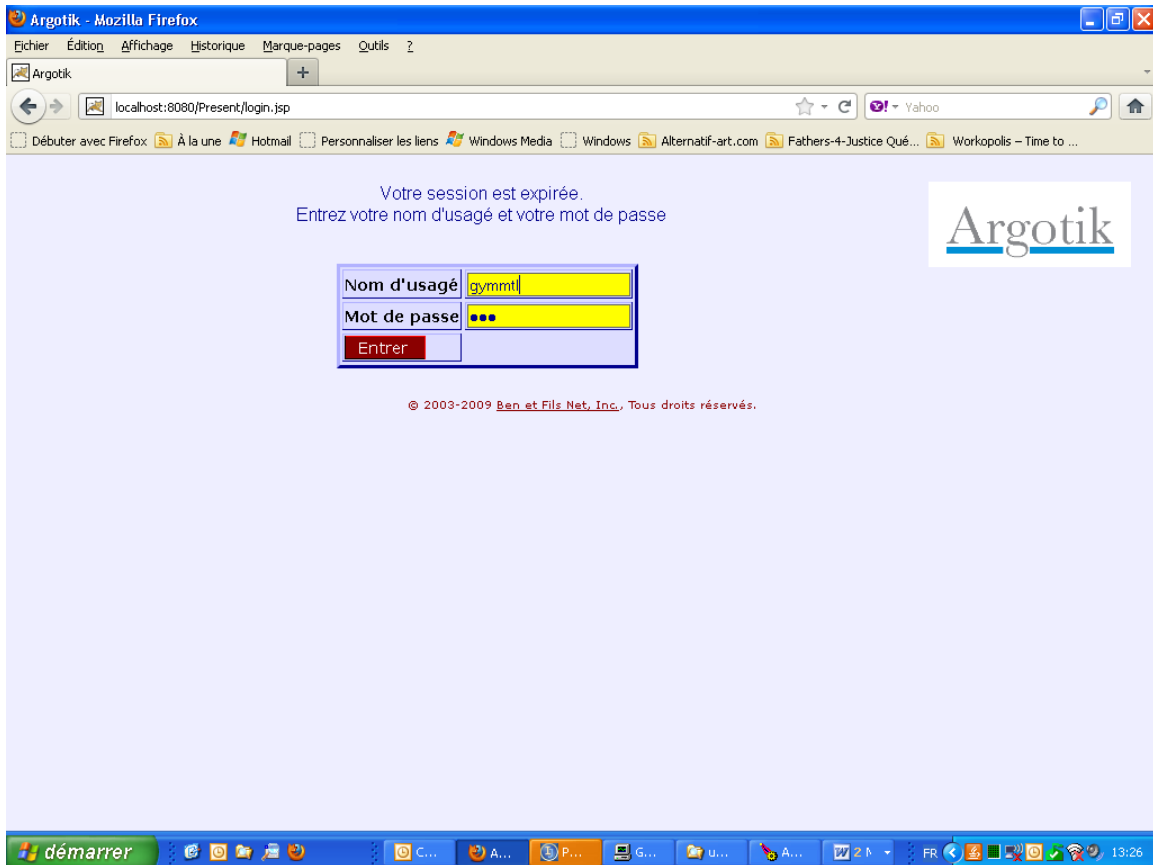 Argotik - Mozilla Firefox
Fichier Édition Affichage Historique Marque-pages Outils ?
Argotik
localhost:8080/Present/login.jsp
Yahoo
Débuter avec Firefox À la une Hotmail Personnaliser les liens Windows Media Windows Alternatif-art.com Fathers-4-Justice Qué... Workopolis – Time to ...
Votre session est expirée.
Entrez votre nom d'usagé et votre mot de passe
Argotik
Nom d'usagé gymmtl
Mot de passe •••
Entrer
© 2003-2009 Ben et Fils Net, Inc., Tous droits réservés.
démarrer C... A... P... G... u... A... 2 N FR 13:26